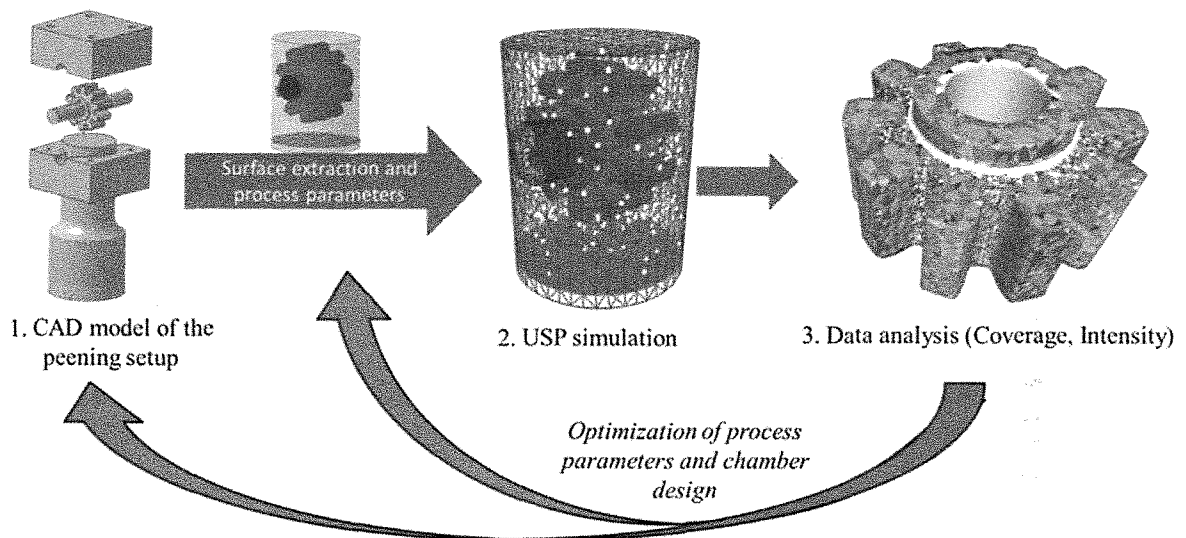 Surface extraction and
process parameters
1. CAD model of the
peening setup
2. USP simulation
3. Data analysis (Coverage, Intensity)
Optimization of process
parameters and chamber
design